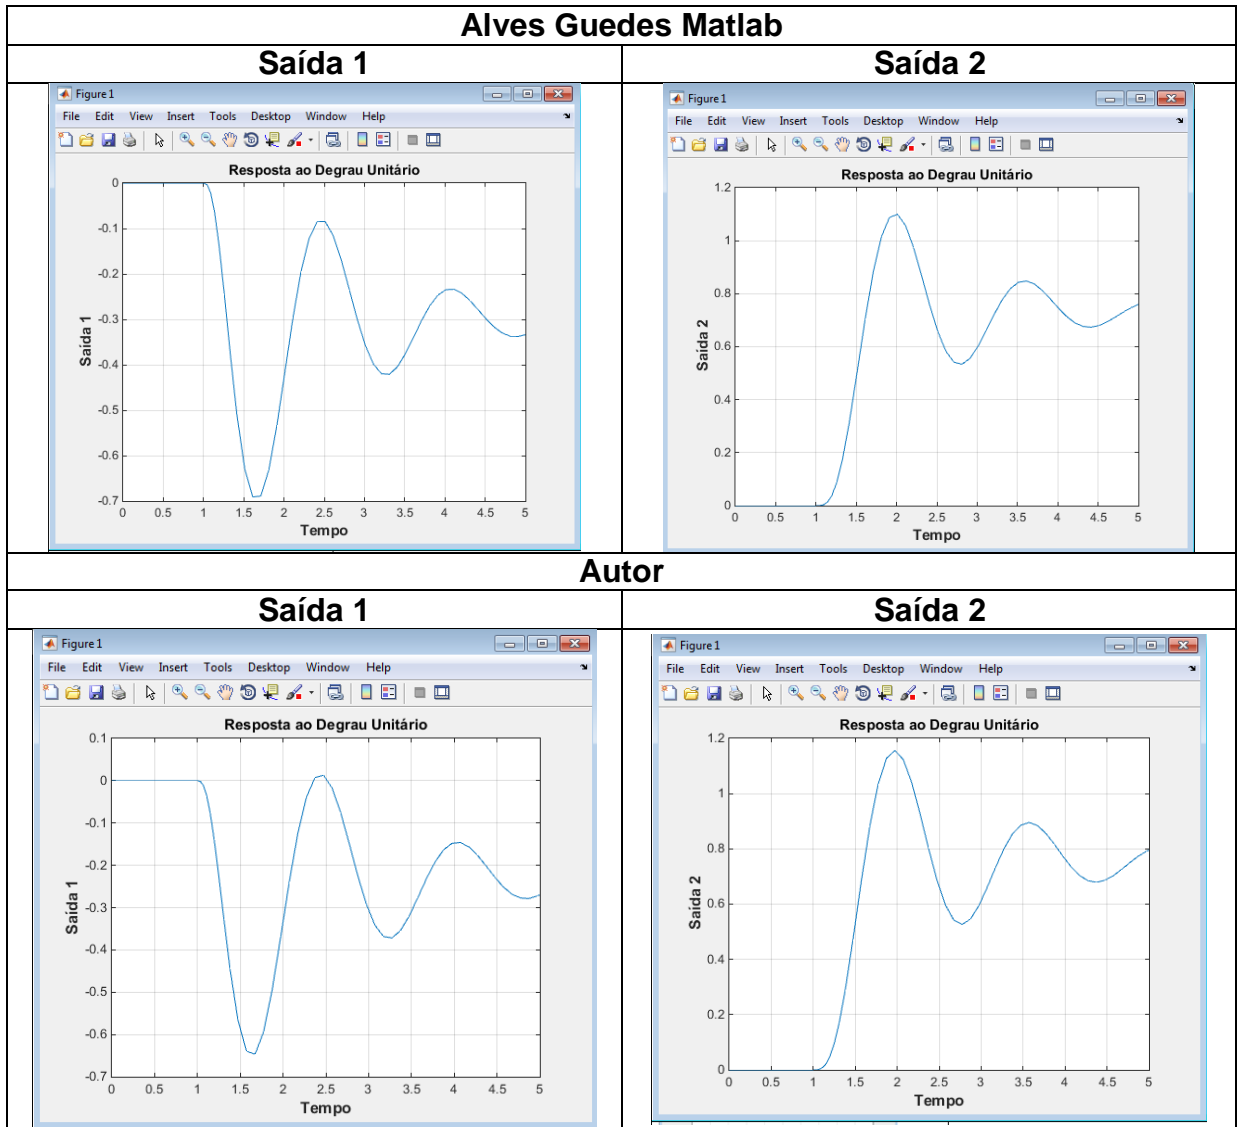 Alves Guedes Matlab
Saída 1
Saída 2
Figure 1
File Edit View Insert Tools Desktop Window Help
Resposta ao Degrau Unitário
0
-0.1
-0.2
-0.3
-0.4
-0.5
-0.6
-0.7
Saída 1
0 0.5 1 1.5 2 2.5 3 3.5 4 4.5 5
Tempo
Figure 1
File Edit View Insert Tools Desktop Window Help
Resposta ao Degrau Unitário
1.2
1
0.8
0.6
0.4
0.2
0
Saída 2
0 0.5 1 1.5 2 2.5 3 3.5 4 4.5 5
Tempo
Autor
Saída 1
Saída 2
Figure 1
File Edit View Insert Tools Desktop Window Help
Resposta ao Degrau Unitário
0.1
0
-0.1
-0.2
-0.3
-0.4
-0.5
-0.6
-0.7
Saída 1
0 0.5 1 1.5 2 2.5 3 3.5 4 4.5 5
Tempo
Figure 1
File Edit View Insert Tools Desktop Window Help
Resposta ao Degrau Unitário
1.2
1
0.8
0.6
0.4
0.2
0
Saída 2
0 0.5 1 1.5 2 2.5 3 3.5 4 4.5 5
Tempo